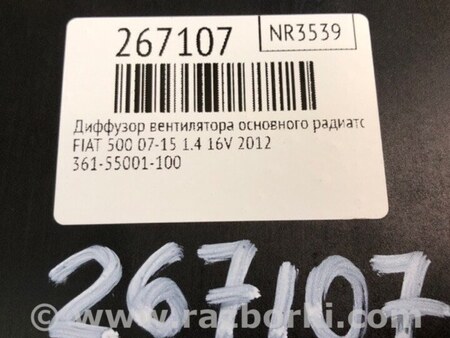 267107
NR3539
Диффузор вентилятора основного радиатс
FIAT 500 07-15 1.4 16V 2012
361-55001-100
267107
© www.razborki.com